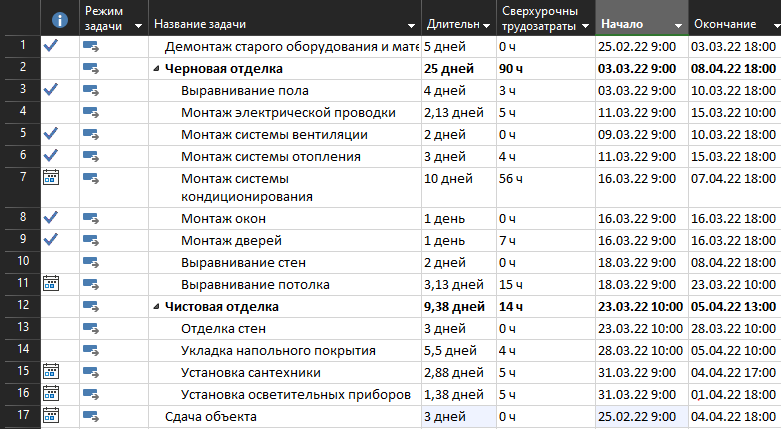 Режим задачи Название задачи Длительн Сверхурочны трудозатраты Начало Окончание
1 Демонтаж старого оборудования и мате 5 дней 0 ч 25.02.22 9:00 03.03.22 18:00
2 Черновая отделка 25 дней 90 ч 03.03.22 9:00 08.04.22 18:00
3 Выравнивание пола 4 дней 3 ч 03.03.22 9:00 10.03.22 18:00
4 Монтаж электрической проводки 2,13 дней 5 ч 11.03.22 9:00 15.03.22 10:00
5 Монтаж системы вентиляции 2 дней 0 ч 09.03.22 9:00 10.03.22 18:00
6 Монтаж системы отопления 3 дней 4 ч 11.03.22 9:00 15.03.22 18:00
7 Монтаж системы кондиционирования 10 дней 56 ч 16.03.22 9:00 07.04.22 18:00
8 Монтаж окон 1 день 0 ч 16.03.22 9:00 16.03.22 18:00
9 Монтаж дверей 1 день 7 ч 16.03.22 9:00 16.03.22 18:00
10 Выравнивание стен 2 дней 0 ч 18.03.22 9:00 08.04.22 18:00
11 Выравнивание потолка 3,13 дней 15 ч 18.03.22 9:00 23.03.22 10:00
12 Чистовая отделка 9,38 дней 14 ч 23.03.22 10:00 05.04.22 13:00
13 Отделка стен 3 дней 0 ч 23.03.22 10:00 28.03.22 10:00
14 Укладка напольного покрытия 5,5 дней 4 ч 28.03.22 10:00 05.04.22 10:00
15 Установка сантехники 2,88 дней 5 ч 31.03.22 9:00 04.04.22 17:00
16 Установка осветительных приборов 1,38 дней 5 ч 31.03.22 9:00 01.04.22 18:00
17 Сдача объекта 3 дней 0 ч 25.02.22 9:00 04.04.22 18:00